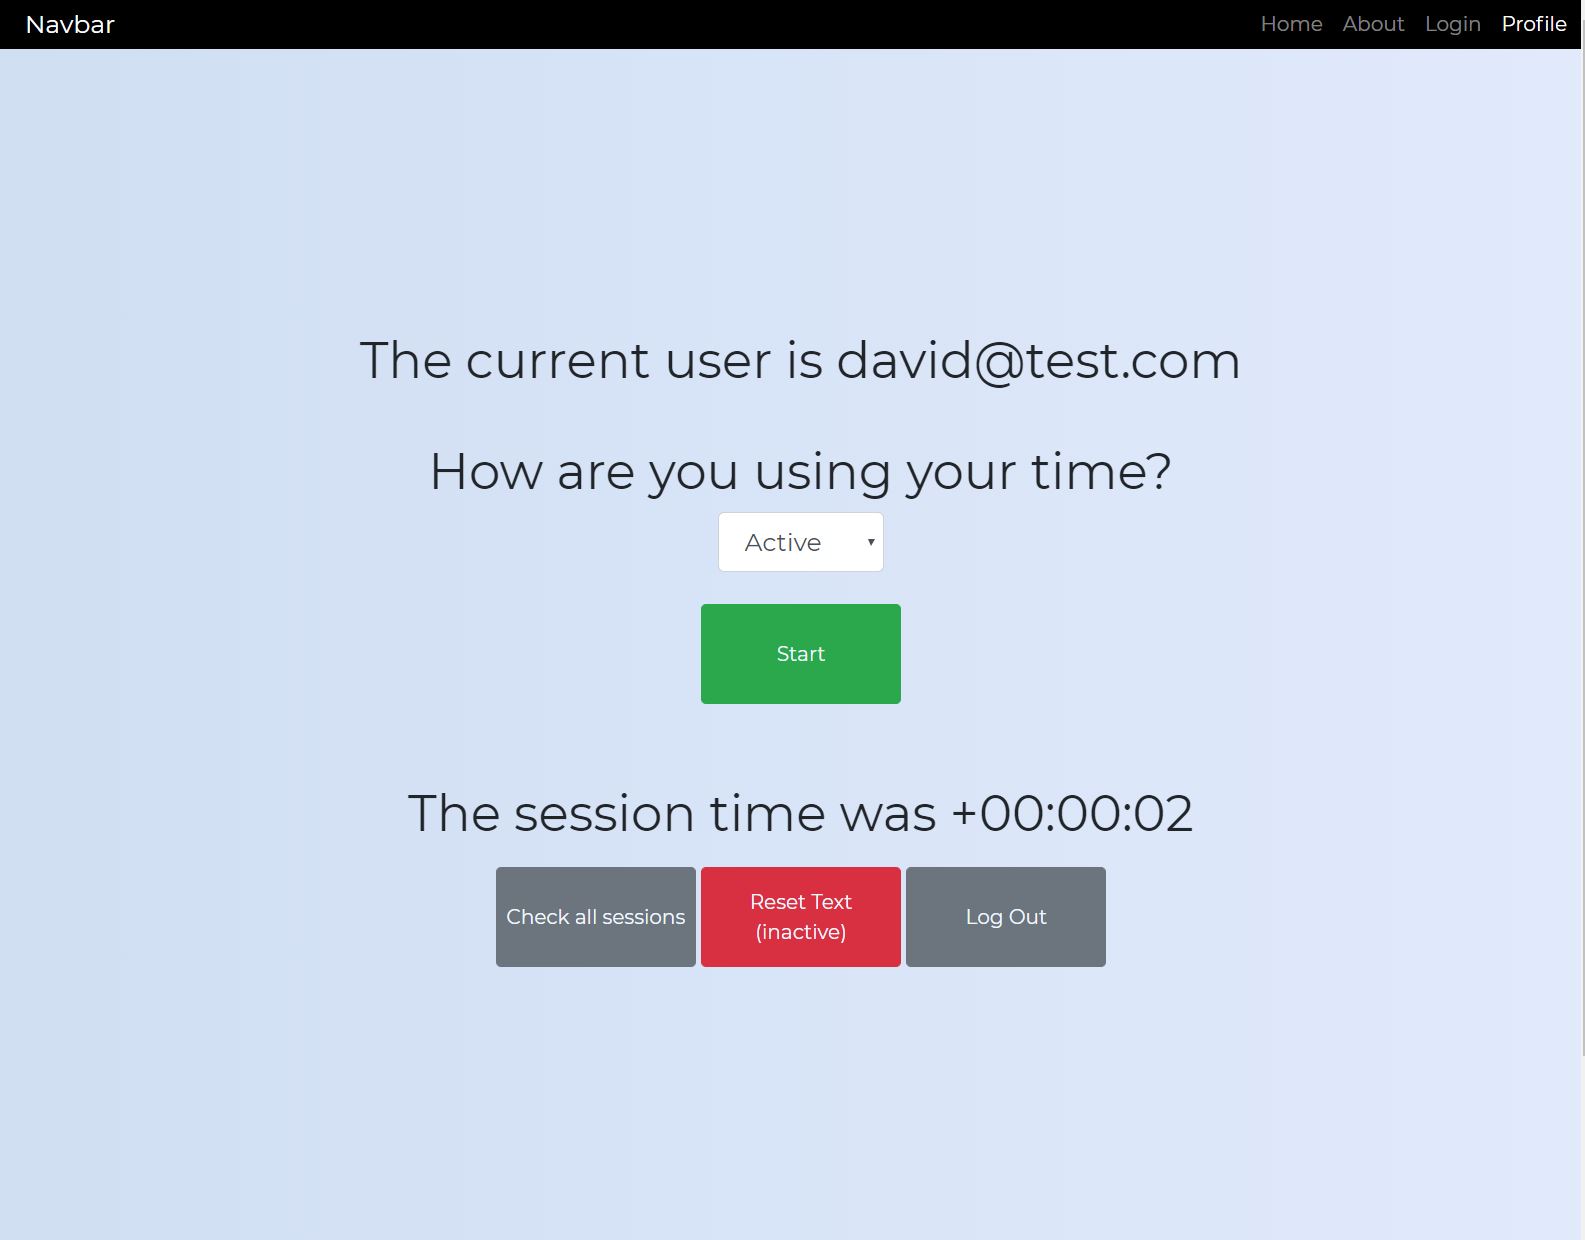 Navbar
Home About Login Profile
The current user is david@test.com
How are you using your time?
Active
Start
The session time was +00:00:02
Check all sessions
Reset Text
(inactive)
Log Out